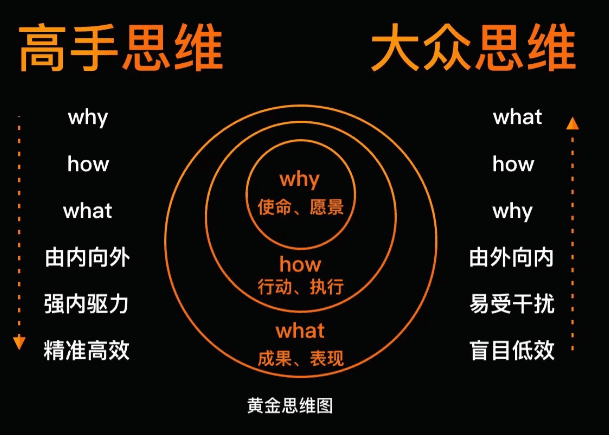 高手思维
大众思维
why
how
what
由内向外
强内驱力
精准高效
why
使命、愿景
how
行动、执行
what
成果、表现
黄金思维图
what
how
why
由外向内
易受干扰
盲目低效